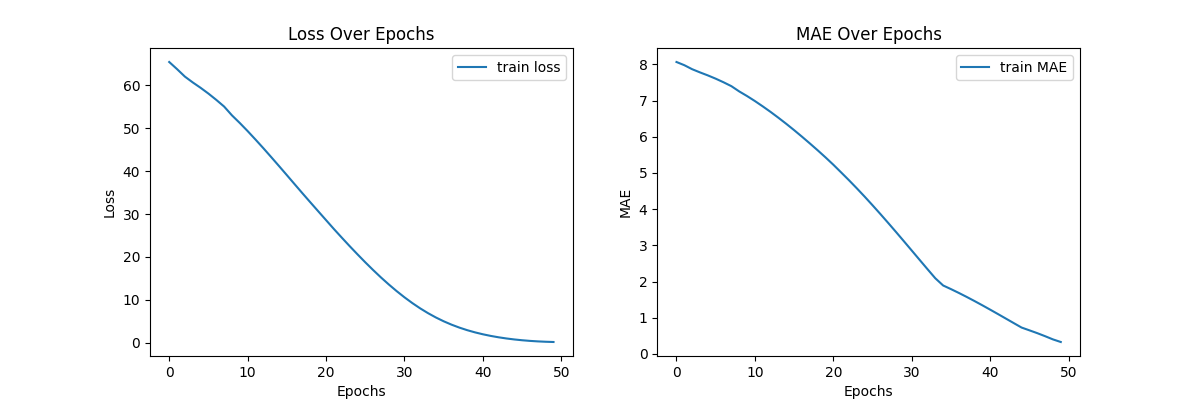 Loss Over Epochs
train loss
60
50
40
30
20
10
0
Loss
0 10 20 30 40 50
Epochs
MAE Over Epochs
train MAE
8
7
6
5
4
3
2
1
0
MAE
0 10 20 30 40 50
Epochs